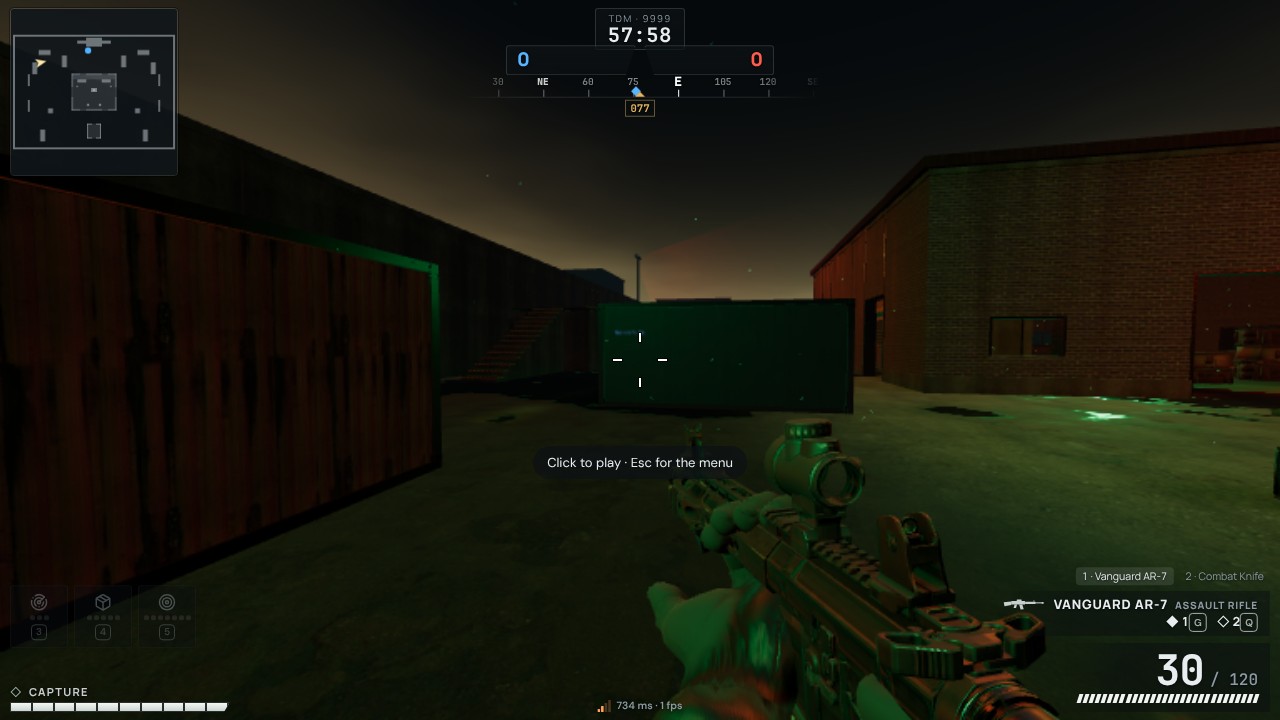 TDM · 9999
57:58
0 0
30 NE 60 75 E 105 120
077
Click to play · Esc for the menu
1 · Vanguard AR-7 2 · Combat Knife
VANGUARD AR-7 ASSAULT RIFLE
1 G 2 Q
3 4 5
30 / 120
CAPTURE
734 ms · 1 fps